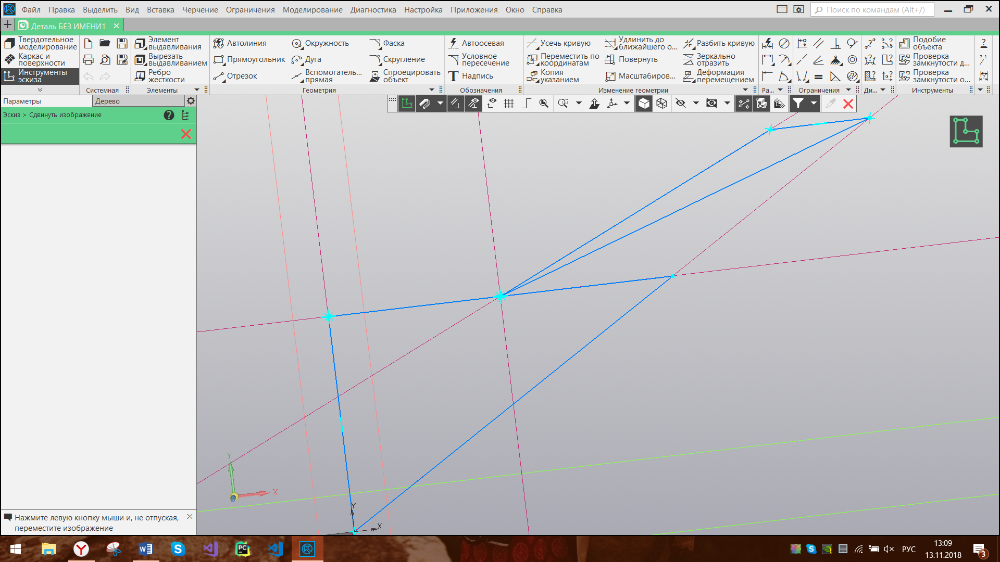 Файл Правка Выделить Вид Вставка Черчение Ограничения Моделирование Диагностика Настройка Приложения Окно Справка Поиск по командам (Alt+/)
Деталь БЕЗ ИМЕНИ1
Твердотельное моделирование
Каркас и поверхности
Инструменты эскиза
Системная
Элемент выдавливания
Вырезать выдавливанием
Ребро жесткости
Элементы
Автолиния
Прямоугольник
Отрезок
Окружность
Дуга
Вспомогатель... прямая
Фаска
Скругление
Спроецировать объект
Геометрия
Автоосевая
Условное пересечение
Надпись
Обозначения
Усечь кривую
Переместить по координатам
Копия указанием
Удлинить до ближайшего о...
Повернуть
Масштабиров...
Разбить кривую
Зеркально отразить
Деформация перемещением
Изменение геометрии
Ра...
Ограничения
Ди...
Подобие объекта
Проверка замкнутости д...
Проверка замкнутости о...
Инструменты
Параметры
Дерево
Эскиз > Сдвинуть изображение
Y
X
Y
X
Нажмите левую кнопку мыши и, не отпуская,
переместите изображение
РУС
13:09
13.11.2018
3